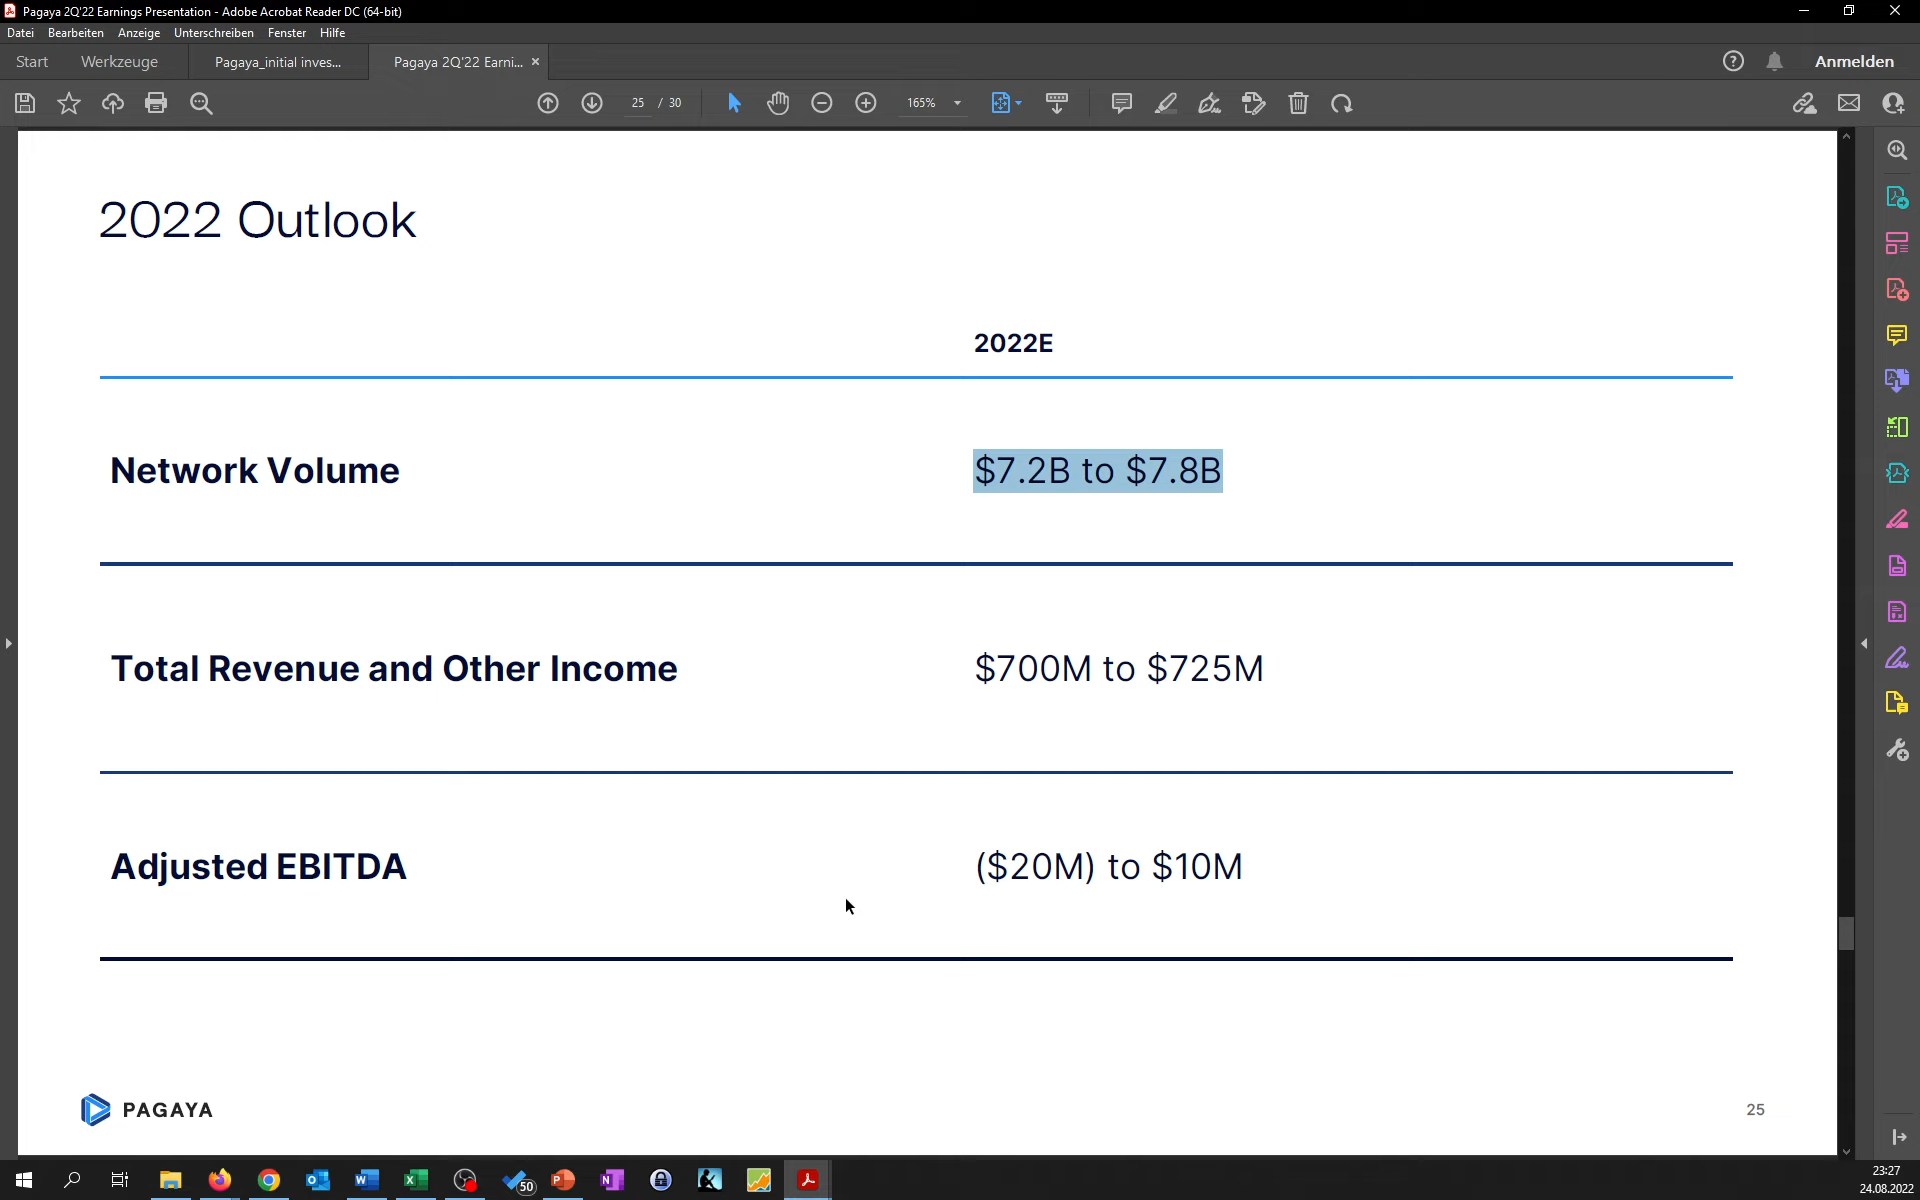 Pagaya 2Q'22 Earnings Presentation - Adobe Acrobat Reader DC (64-bit)
Datei Bearbeiten Anzeige Unterschreiben Fenster Hilfe
Start Werkzeuge Pagaya_initial inves... Pagaya 2Q'22 Earni... Anmelden
25 / 30 165%
2022 Outlook
2022E
Network Volume $7.2B to $7.8B
Total Revenue and Other Income $700M to $725M
Adjusted EBITDA ($20M) to $10M
PAGAYA 25
50
23:27
24.08.2022